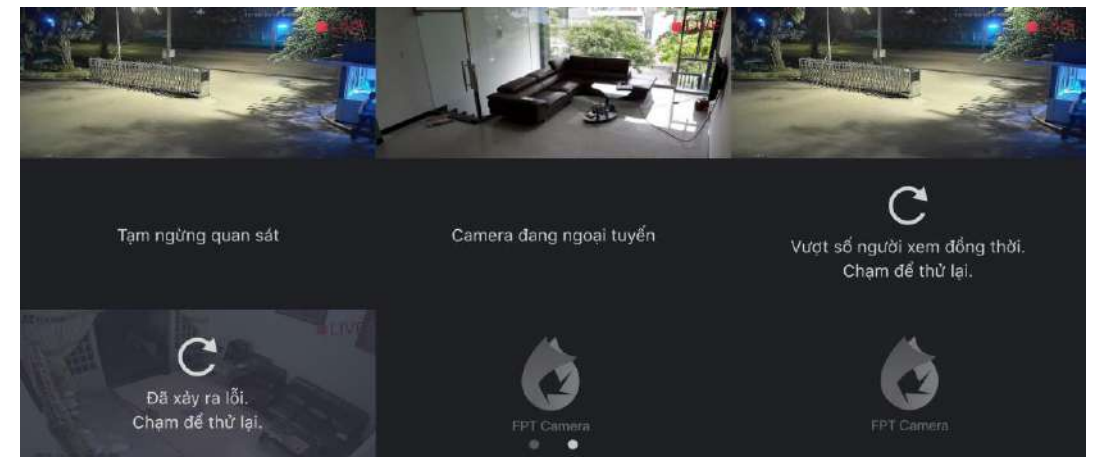 Tạm ngừng quan sát
Camera đang ngoại tuyến
Vượt số người xem đồng thời.
Chạm để thử lại.
LIVE
Đã xảy ra lỗi.
Chạm để thử lại.
FPT Camera
FPT Camera